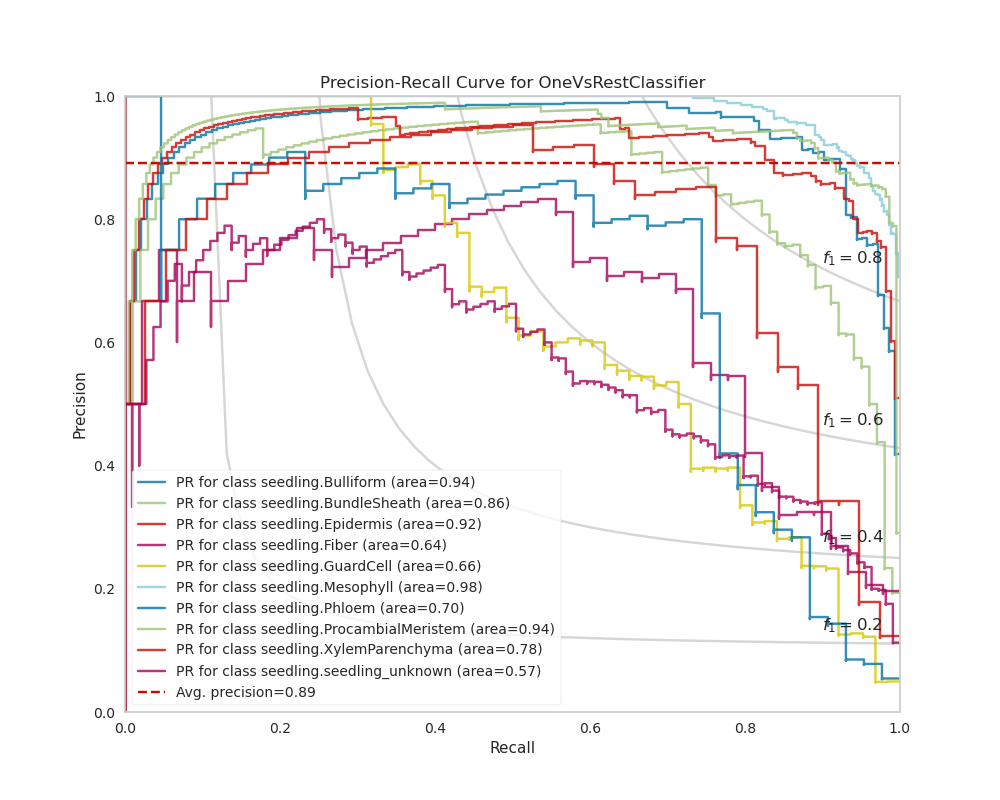 Precision-Recall Curve for OneVsRestClassifier
1.0
0.8
0.6
0.4
0.2
0.0
Precision
f1 = 0.8
f1 = 0.6
f1 = 0.4
f1 = 0.2
PR for class seedling.Bulliform (area=0.94)
PR for class seedling.BundleSheath (area=0.86)
PR for class seedling.Epidermis (area=0.92)
PR for class seedling.Fiber (area=0.64)
PR for class seedling.GuardCell (area=0.66)
PR for class seedling.Mesophyll (area=0.98)
PR for class seedling.Phloem (area=0.70)
PR for class seedling.ProcambialMeristem (area=0.94)
PR for class seedling.XylemParenchyma (area=0.78)
PR for class seedling.seedling_unknown (area=0.57)
Avg. precision=0.89
0.0 0.2 0.4 0.6 0.8 1.0
Recall